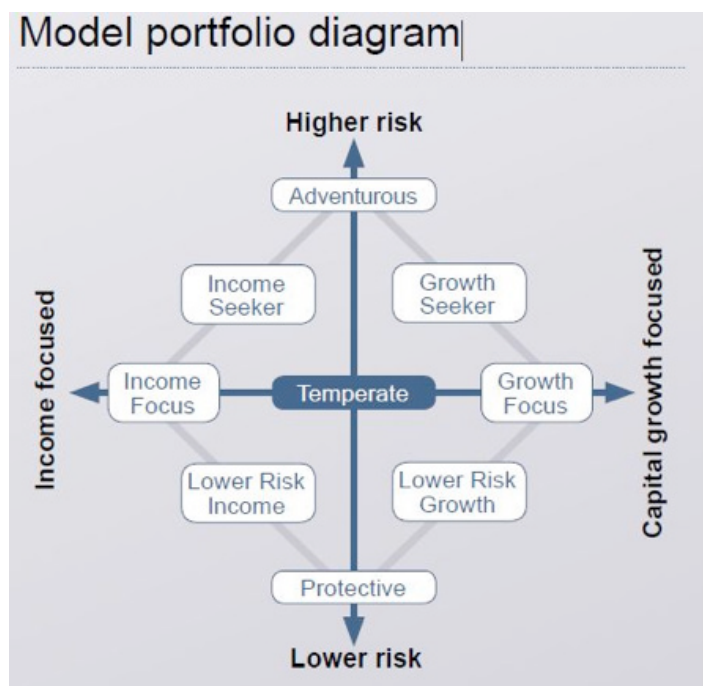 Model portfolio diagram
Higher risk
Adventurous
Income
Seeker
Growth
Seeker
Income focused
Income
Focus
Temperate
Growth
Focus
Capital growth focused
Lower Risk
Income
Lower Risk
Growth
Protective
Lower risk